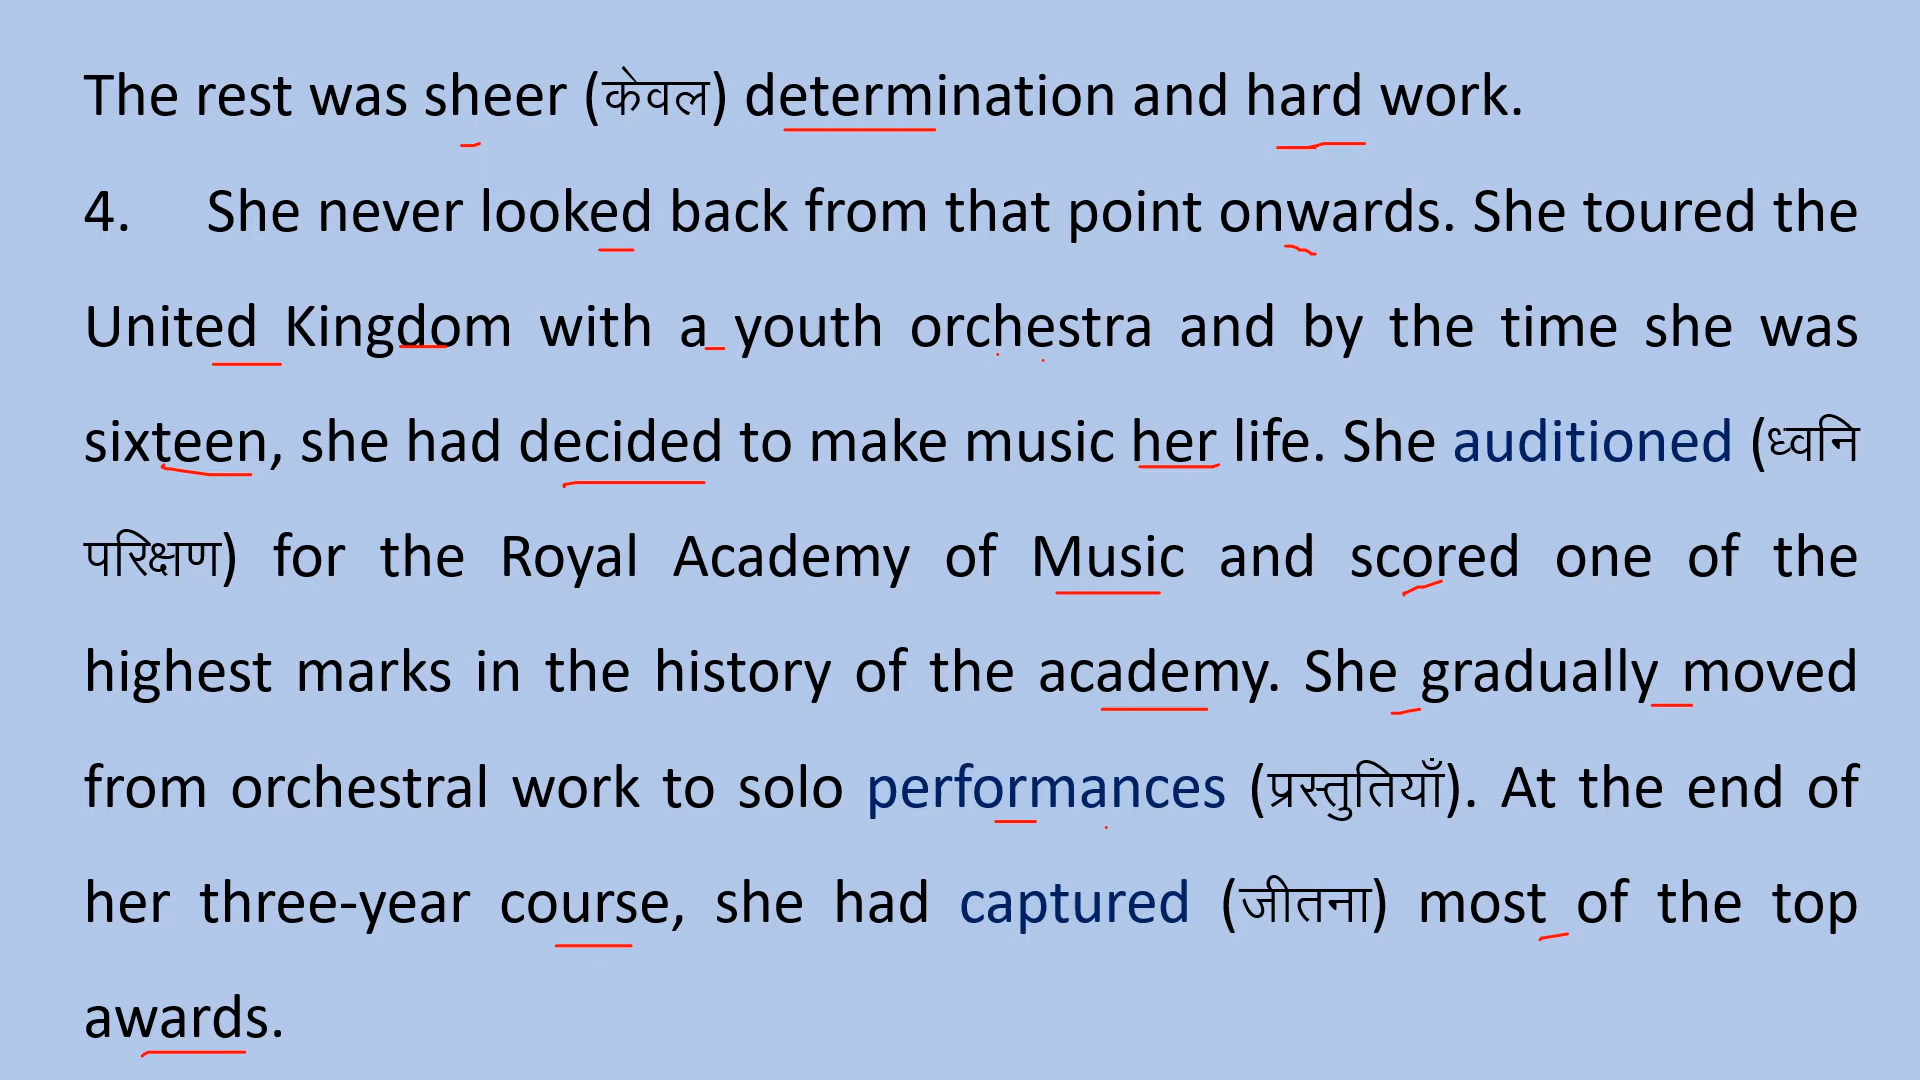 The rest was sheer (केवल) determination and hard work.
4. She never looked back from that point onwards. She toured the
United Kingdom with a youth orchestra and by the time she was
sixteen, she had decided to make music her life. She auditioned (ध्वनि
परिक्षण) for the Royal Academy of Music and scored one of the
highest marks in the history of the academy. She gradually moved
from orchestral work to solo performances (प्रस्तुतियाँ). At the end of
her three-year course, she had captured (जीतना) most of the top
awards.